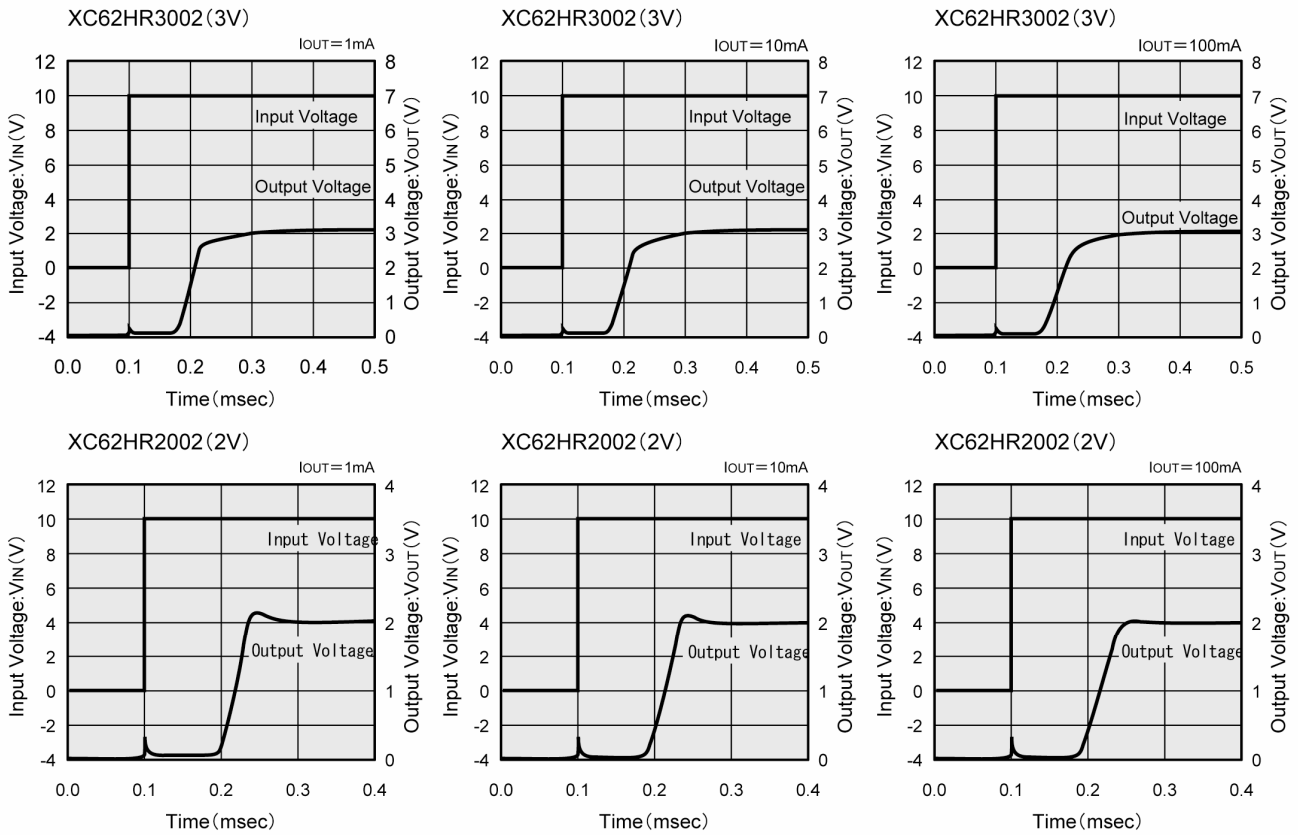 XC62HR3002(3V)
IOUT=1mA
12
10
8
6
4
2
0
-2
-4
8
7
6
5
4
3
2
1
0
Input Voltage:VIN(V)
Output Voltage:VOUT(V)
Input Voltage
Output Voltage
0.0 0.1 0.2 0.3 0.4 0.5
Time(msec)
XC62HR3002(3V)
IOUT=10mA
12
10
8
6
4
2
0
-2
-4
8
7
6
5
4
3
2
1
0
Input Voltage:VIN(V)
Output Voltage:VOUT(V)
Input Voltage
Output Voltage
0.0 0.1 0.2 0.3 0.4 0.5
Time(msec)
XC62HR3002(3V)
IOUT=100mA
12
10
8
6
4
2
0
-2
-4
8
7
6
5
4
3
2
1
0
Input Voltage:VIN(V)
Output Voltage:VOUT(V)
Input Voltage
Output Voltage
0.0 0.1 0.2 0.3 0.4 0.5
Time(msec)
XC62HR2002(2V)
IOUT=1mA
12
10
8
6
4
2
0
-2
-4
4
3
2
1
0
Input Voltage:VIN(V)
Output Voltage:VOUT(V)
Input Voltage
Output Voltage
0.0 0.1 0.2 0.3 0.4
Time(msec)
XC62HR2002(2V)
IOUT=10mA
12
10
8
6
4
2
0
-2
-4
4
3
2
1
0
Input Voltage:VIN(V)
Output Voltage:VOUT(V)
Input Voltage
Output Voltage
0.0 0.1 0.2 0.3 0.4
Time(msec)
XC62HR2002(2V)
IOUT=100mA
12
10
8
6
4
2
0
-2
-4
4
3
2
1
0
Input Voltage:VIN(V)
Output Voltage:VOUT(V)
Input Voltage
Output Voltage
0.0 0.1 0.2 0.3 0.4
Time(msec)